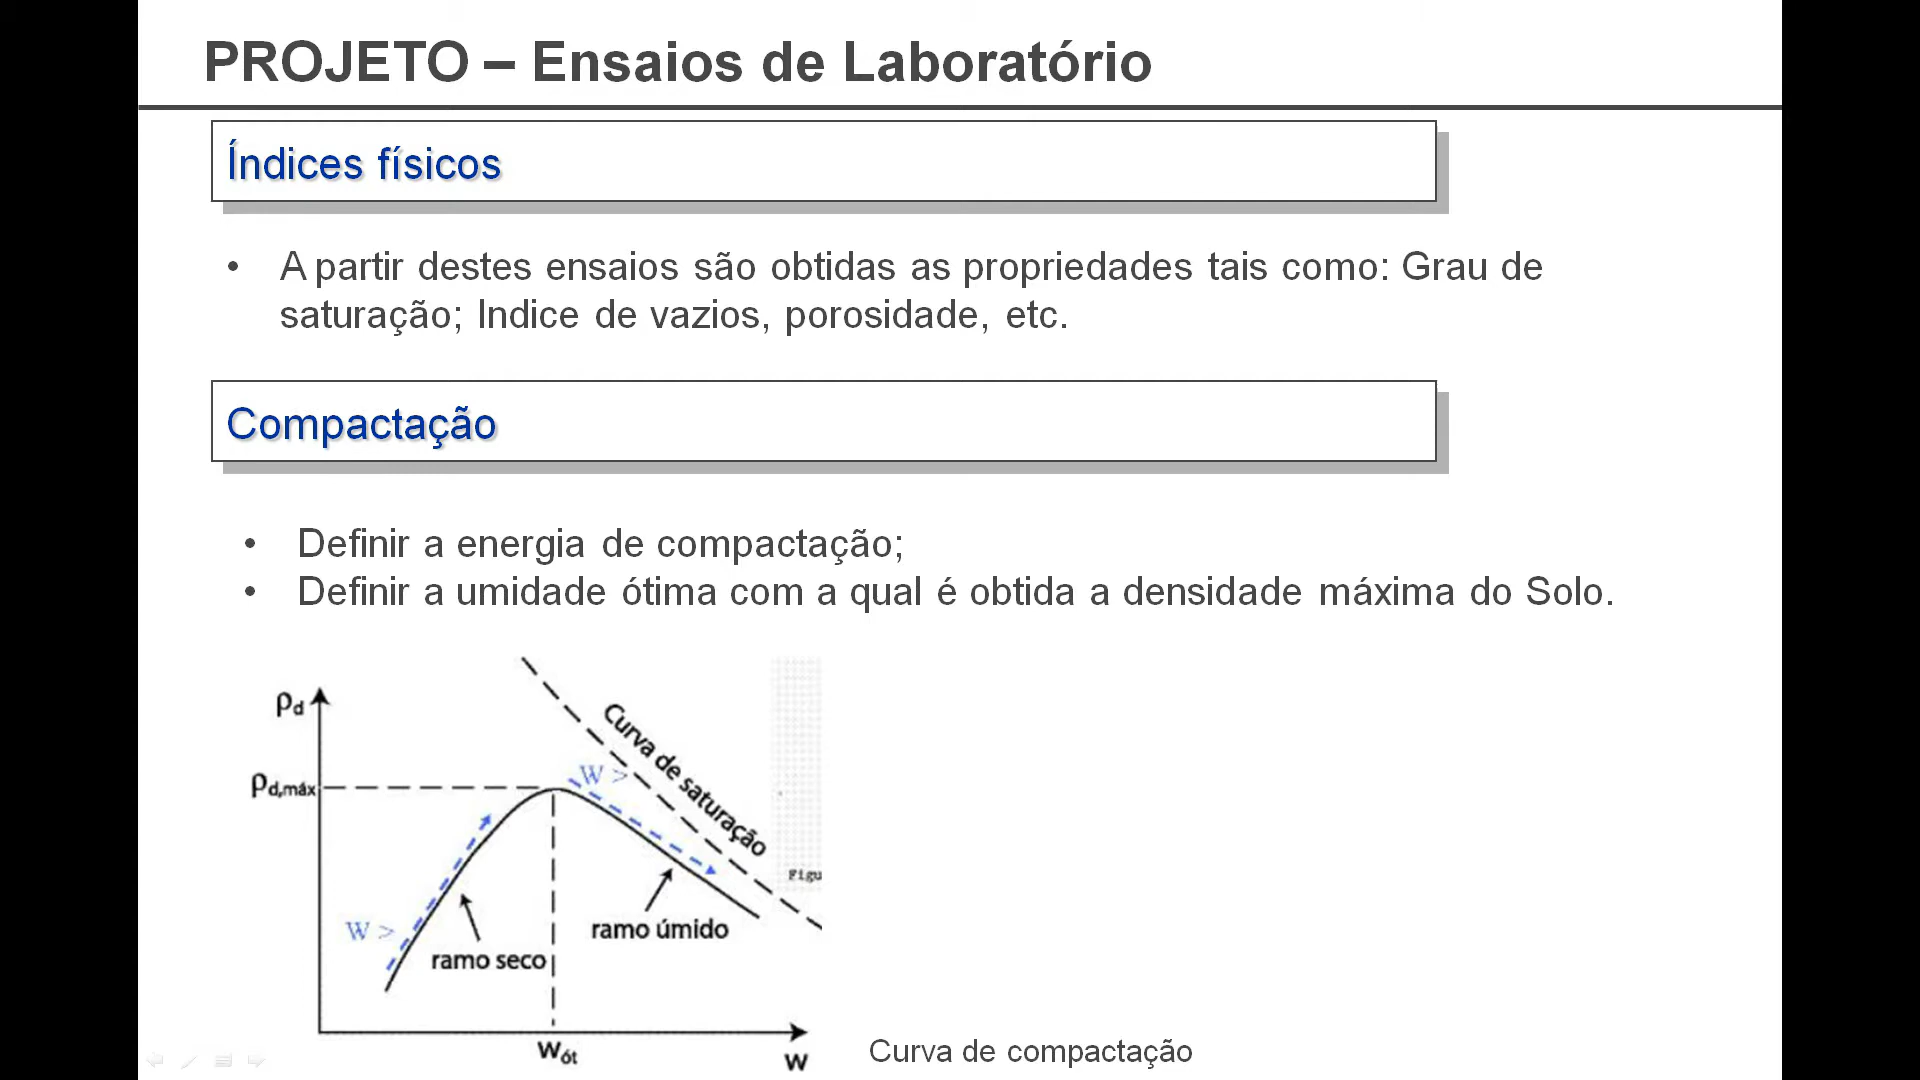 PROJETO – Ensaios de Laboratório
Índices físicos
• A partir destes ensaios são obtidas as propriedades tais como: Grau de
saturação; Indice de vazios, porosidade, etc.
Compactação
• Definir a energia de compactação;
• Definir a umidade ótima com a qual é obtida a densidade máxima do Solo.
ρd
Curva de saturação
W >
ρd,máx
Figu
W >
ramo úmido
ramo seco
wót
w
Curva de compactação